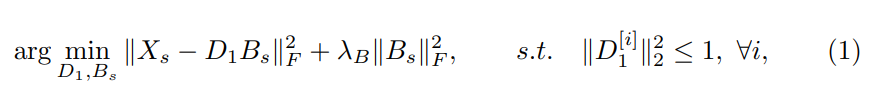 arg min_{D_1,B_s} ‖X_s − D_1B_s‖_F^2 + λ_B‖B_s‖_F^2, s.t. ‖D_1^{[i]}‖_2^2 ≤ 1, ∀i, (1)